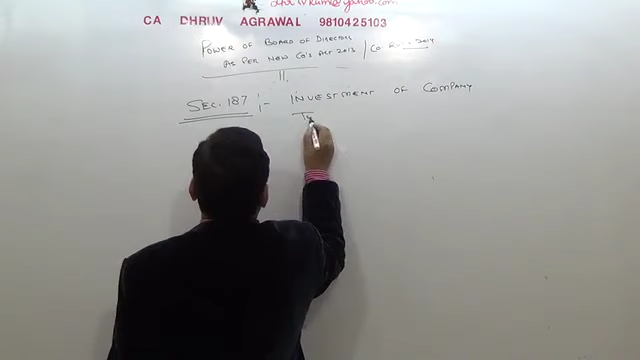 CA DHRUV AGRAWAL 9810425103
POWER OF BOARD OF DIRECTORS
AS PER NEW CO'S ACT 2013 / CO. RULES 2014
SEC. 187 :- INVESTMENT OF COMPANY